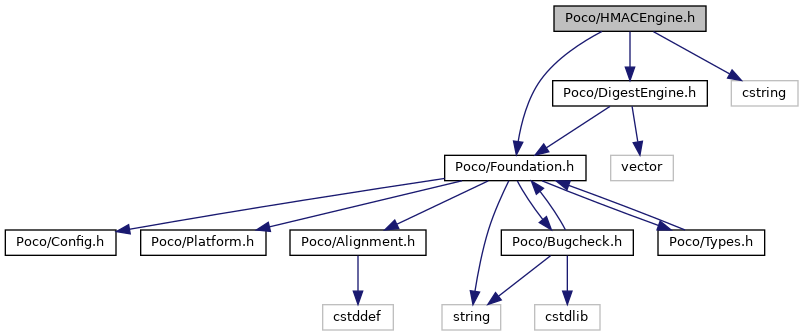 Poco/HMACEngine.h
Poco/DigestEngine.h
cstring
Poco/Foundation.h
vector
Poco/Config.h
Poco/Platform.h
Poco/Alignment.h
Poco/Bugcheck.h
Poco/Types.h
cstddef
string
cstdlib